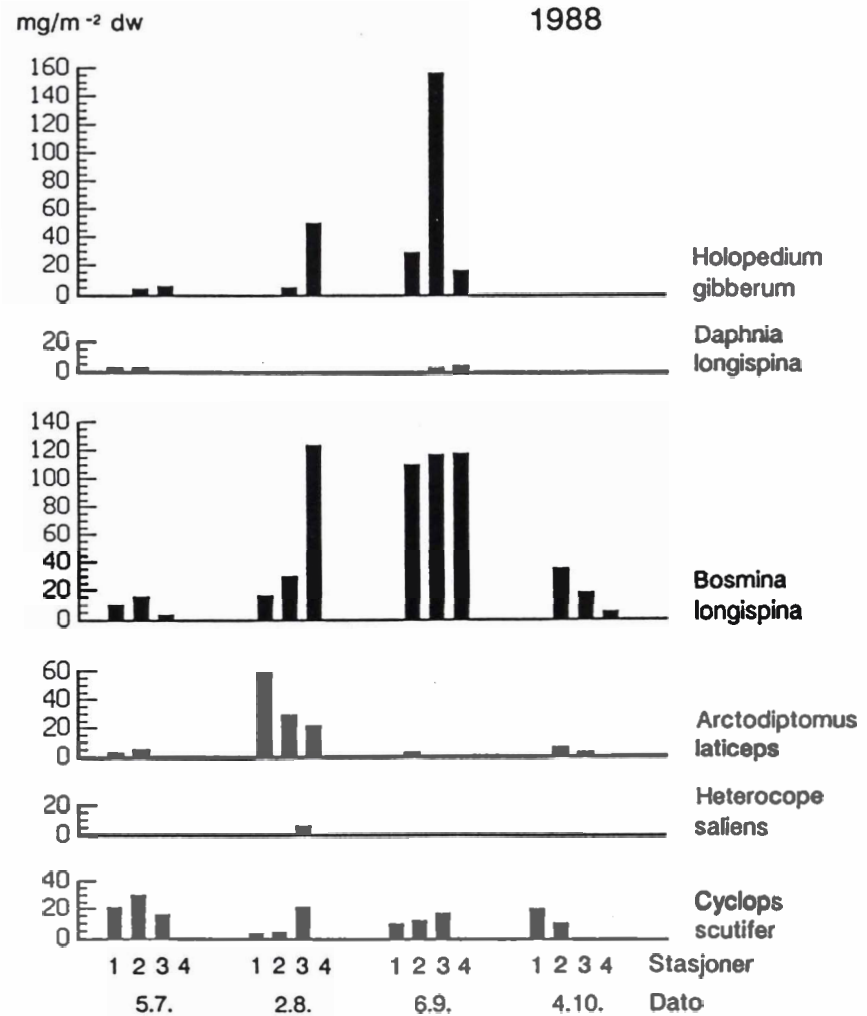 mg/m⁻² dw
1988
160
140
120
100
80
60
40
20
0
Holopedium
gibberum
20
0
Daphnia
longispina
140
120
100
80
60
40
20
0
Bosmina
longispina
60
40
20
0
Arctodiptomus
laticeps
20
0
Heterocope
saliens
40
20
0
Cyclops
scutifer
1 2 3 4 1 2 3 4 1 2 3 4 1 2 3 4 Stasjoner
5.7. 2.8. 6.9. 4.10. Dato